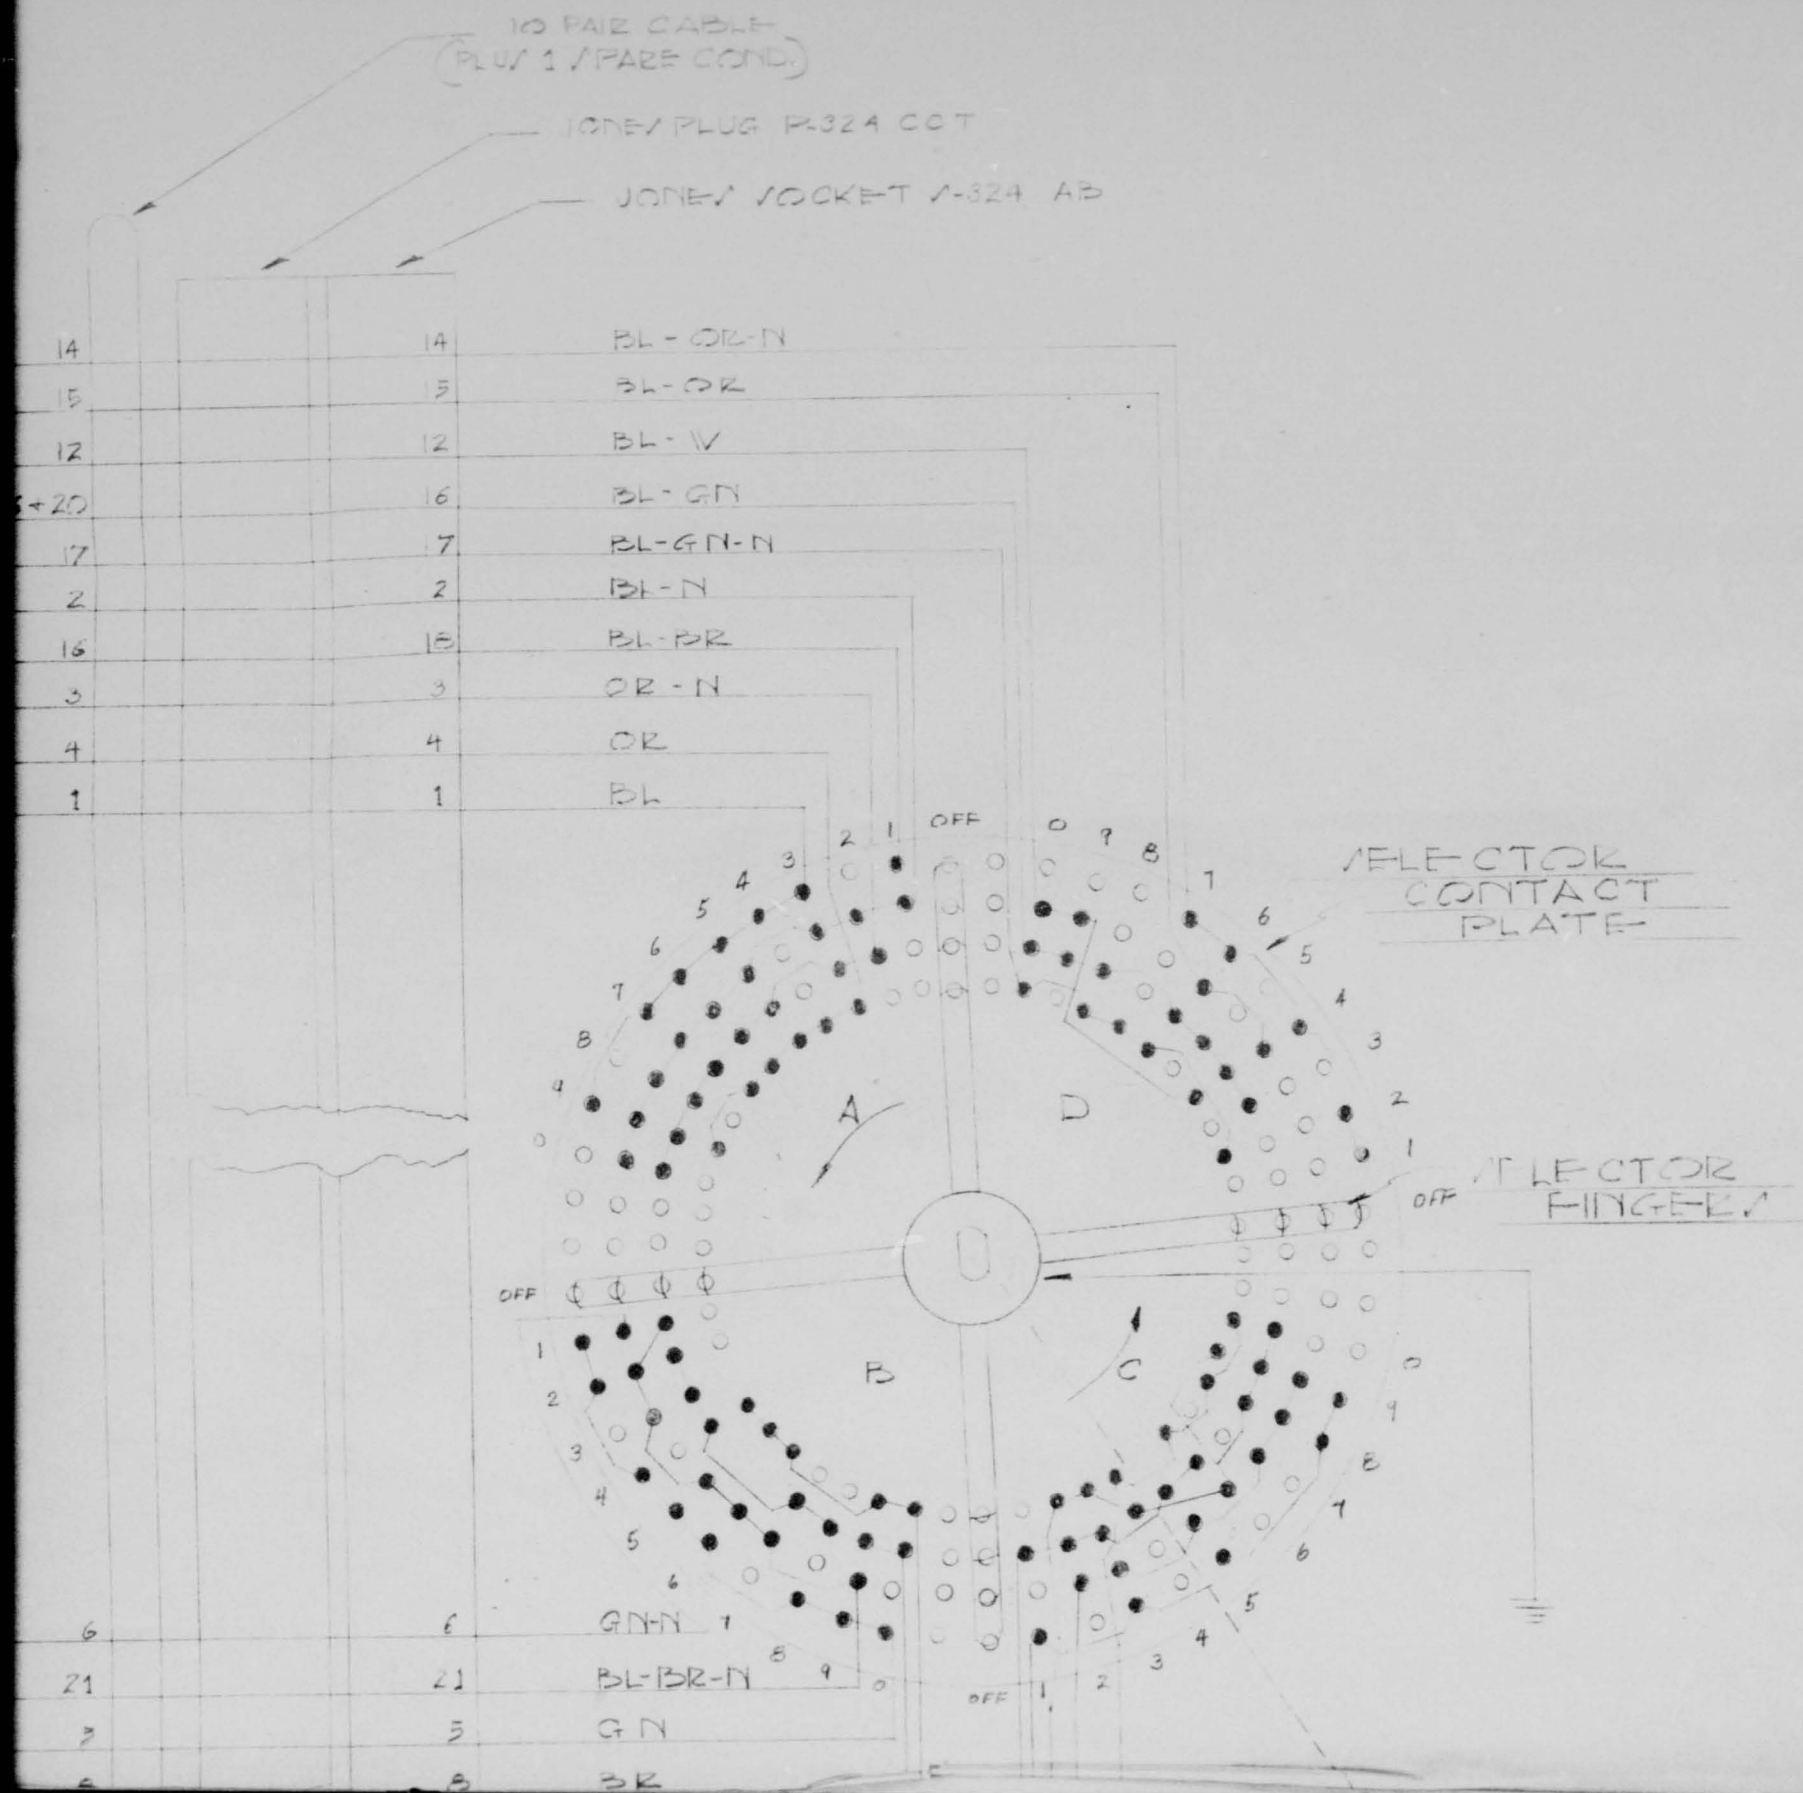 10 PAIR CABLE
(PLUS 1 SPARE COND.)
JONES PLUG P-324 CCT
JONES SOCKET S-324 AB
14 14 BL-OR-N
15 15 BL-OR
12 12 BL-W
+20 16 BL-GN
17 17 BL-GN-N
2 2 BL-N
16 18 BL-BR
3 3 OR-N
4 4 OR
1 1 BL
OFF
1
2
3
4
5
6
7
8
9
0
9
8
7
6
5
4
3
2
1
OFF
SELECTOR
CONTACT
PLATE
A
D
SELECTOR
FINGERS
OFF
B
C
1
2
3
4
5
6
7
8
9
0
0
9
8
7
6
5
4
3
2
1
OFF
6 6 GN-N
21 21 BL-BR-N
5 GN
8 BR